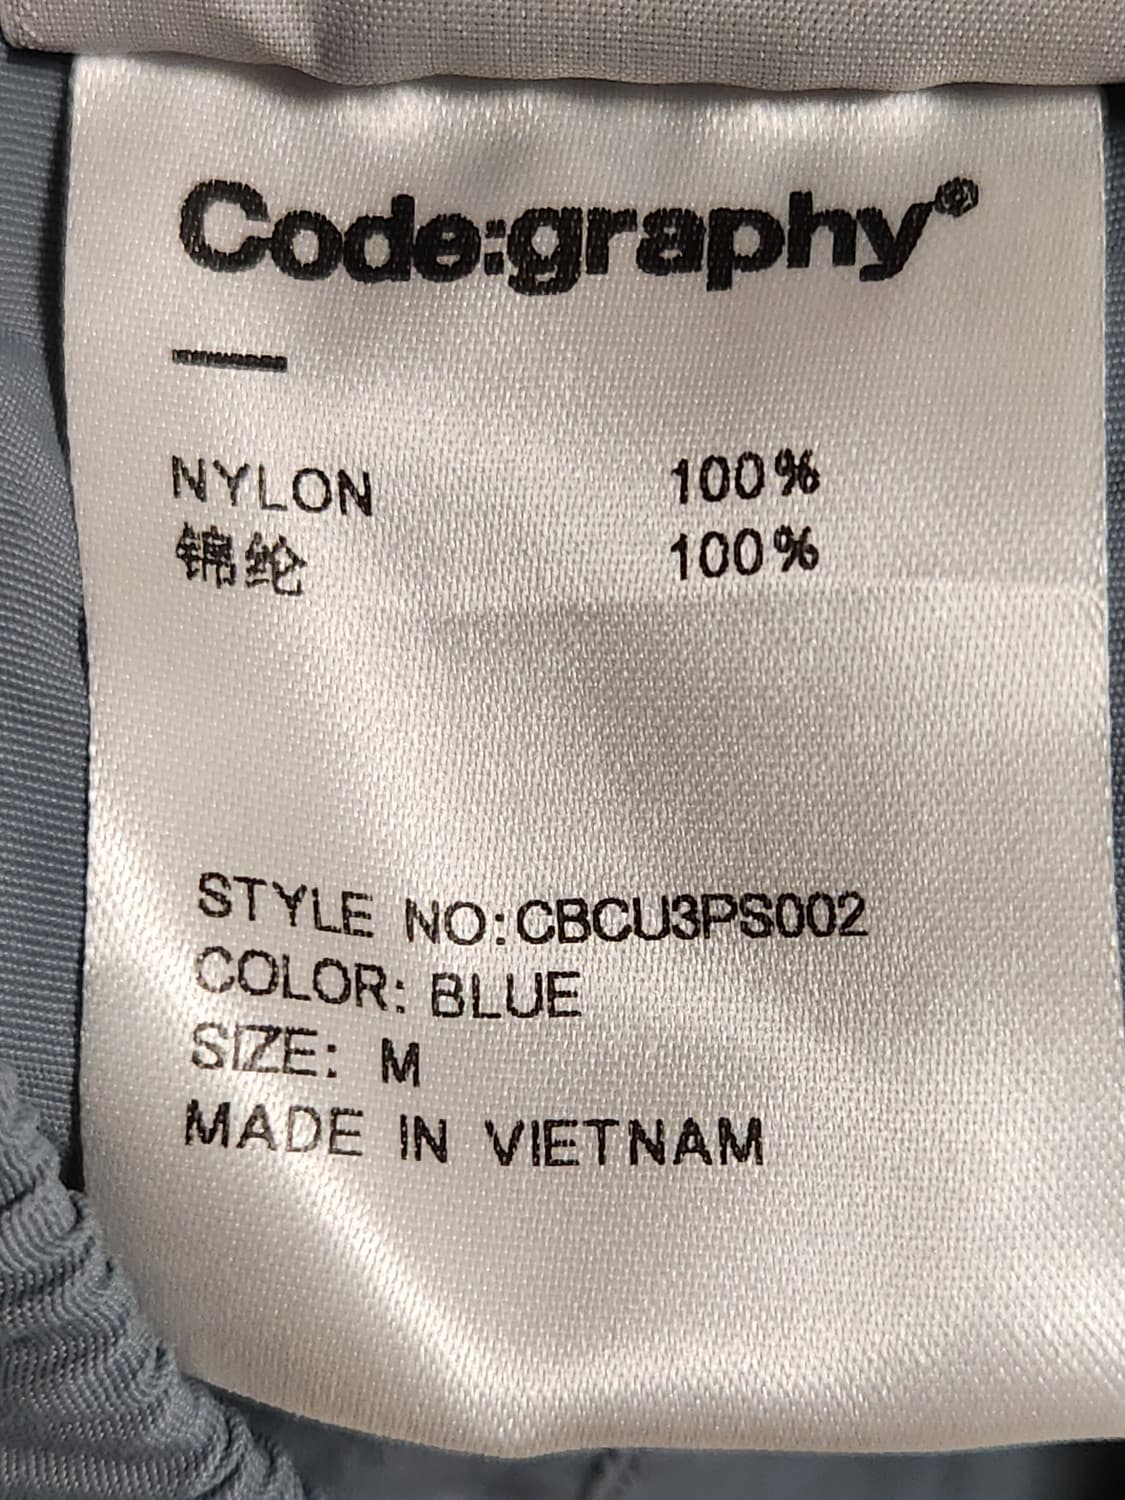 Code:graphy®
NYLON 100%
锦纶 100%
STYLE NO:CBCU3PS002
COLOR: BLUE
SIZE: M
MADE IN VIETNAM